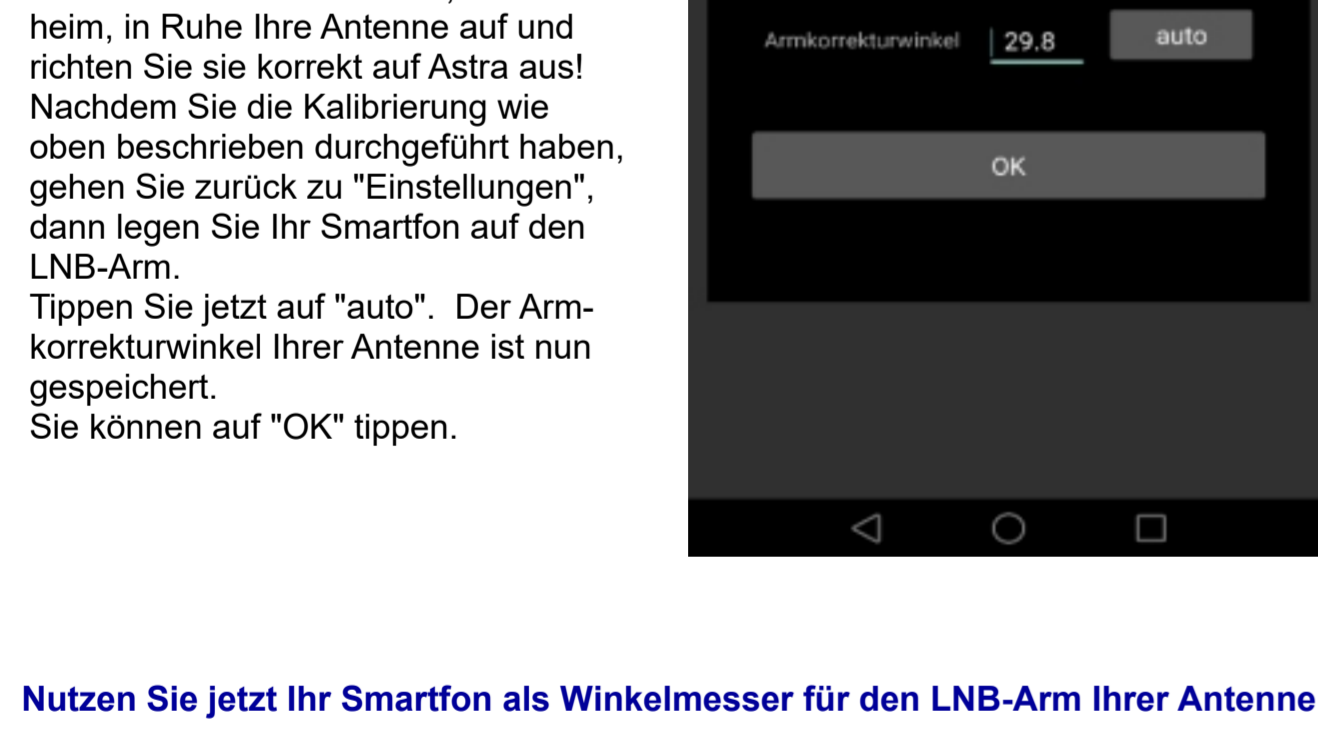 heim, in Ruhe Ihre Antenne auf und
richten Sie sie korrekt auf Astra aus!
Nachdem Sie die Kalibrierung wie
oben beschrieben durchgeführt haben,
gehen Sie zurück zu "Einstellungen",
dann legen Sie Ihr Smartfon auf den
LNB-Arm.
Tippen Sie jetzt auf "auto".  Der Arm-
korrekturwinkel Ihrer Antenne ist nun
gespeichert.
Sie können auf "OK" tippen.
Armkorrekturwinkel 29.8 auto
OK
Nutzen Sie jetzt Ihr Smartfon als Winkelmesser für den LNB-Arm Ihrer Antenne